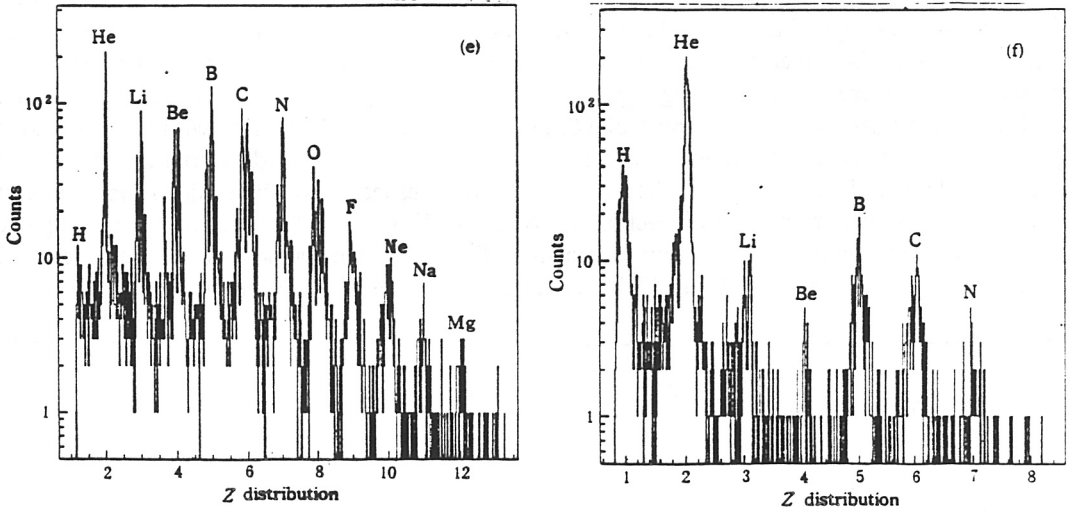 (e)
He
Li
Be
B
C
N
O
F
Ne
Na
Mg
H
10²
10
1
Counts
2 4 6 8 10 12
Z distribution
(f)
He
H
Li
Be
B
C
N
10²
10
1
Counts
1 2 3 4 5 6 7 8
Z distribution